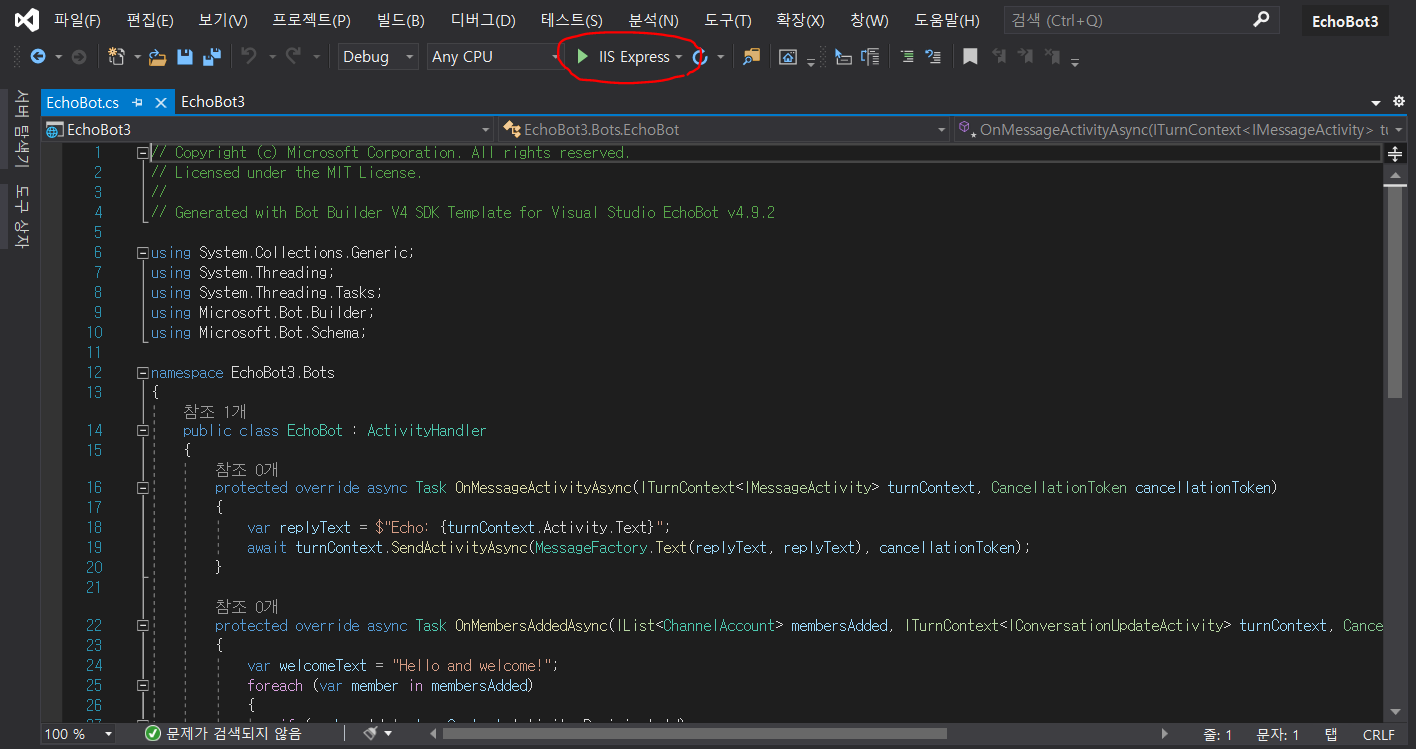 파일(F) 편집(E) 보기(V) 프로젝트(P) 빌드(B) 디버그(D) 테스트(S) 분석(N) 도구(T) 확장(X) 창(W) 도움말(H) 검색 (Ctrl+Q) EchoBot3
Debug Any CPU IIS Express
서버 탐색기
도구 상자
EchoBot.cs EchoBot3
EchoBot3 EchoBot3.Bots.EchoBot OnMessageActivityAsync(ITurnContext<IMessageActivity> tu
1 // Copyright (c) Microsoft Corporation. All rights reserved.
2 // Licensed under the MIT License.
3 //
4 // Generated with Bot Builder V4 SDK Template for Visual Studio EchoBot v4.9.2
5
6 using System.Collections.Generic;
7 using System.Threading;
8 using System.Threading.Tasks;
9 using Microsoft.Bot.Builder;
10 using Microsoft.Bot.Schema;
11
12 namespace EchoBot3.Bots
13 {
참조 1개
14 public class EchoBot : ActivityHandler
15 {
참조 0개
16 protected override async Task OnMessageActivityAsync(ITurnContext<IMessageActivity> turnContext, CancellationToken cancellationToken)
17 {
18 var replyText = $"Echo: {turnContext.Activity.Text}";
19 await turnContext.SendActivityAsync(MessageFactory.Text(replyText, replyText), cancellationToken);
20 }
21
참조 0개
22 protected override async Task OnMembersAddedAsync(IList<ChannelAccount> membersAdded, ITurnContext<IConversationUpdateActivity> turnContext, Cance
23 {
24 var welcomeText = "Hello and welcome!";
25 foreach (var member in membersAdded)
26 {
100 % 문제가 검색되지 않음 줄: 1 문자: 1 탭 CRLF